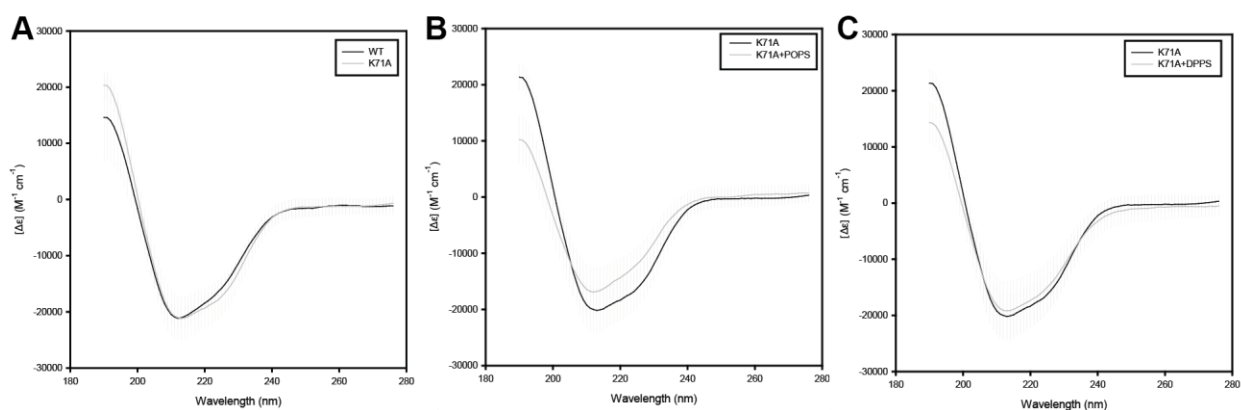 A
WT
K71A
30000
20000
10000
0
-10000
-20000
-30000
[Δε] (M⁻¹ cm⁻¹)
180
200
220
240
260
280
Wavelength (nm)
B
K71A
K71A+POPS
30000
20000
10000
0
-10000
-20000
-30000
[Δε] (M⁻¹ cm⁻¹)
180
200
220
240
260
280
Wavelength (nm)
C
K71A
K71A+DPPS
30000
20000
10000
0
-10000
-20000
-30000
[Δε] (M⁻¹ cm⁻¹)
180
200
220
240
260
280
Wavelength (nm)